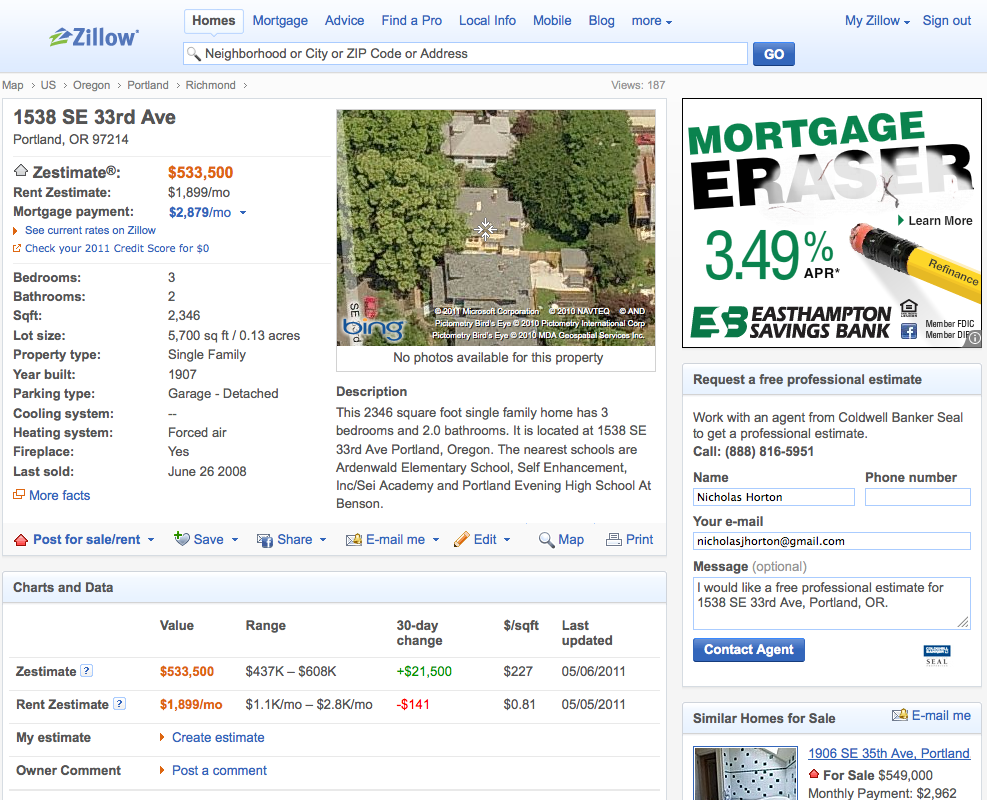 Homes Mortgage Advice Find a Pro Local Info Mobile Blog more My Zillow Sign out
Zillow
Neighborhood or City or ZIP Code or Address GO
Map > US > Oregon > Portland > Richmond > Views: 187
1538 SE 33rd Ave
Portland, OR 97214
Zestimate®: $533,500
Rent Zestimate: $1,899/mo
Mortgage payment: $2,879/mo
See current rates on Zillow
Check your 2011 Credit Score for $0
Bedrooms: 3
Bathrooms: 2
Sqft: 2,346
Lot size: 5,700 sq ft / 0.13 acres
Property type: Single Family
Year built: 1907
Parking type: Garage - Detached
Cooling system: --
Heating system: Forced air
Fireplace: Yes
Last sold: June 26 2008
More facts
SE
rd
bing
© 2011 Microsoft Corporation © 2010 NAVTEQ © AND
Pictometry Bird's Eye © 2010 Pictometry International Corp
Pictometry Bird's Eye © 2010 MDA Geospatial Services Inc.
No photos available for this property
Description
This 2346 square foot single family home has 3
bedrooms and 2.0 bathrooms. It is located at 1538 SE
33rd Ave Portland, Oregon. The nearest schools are
Ardenwald Elementary School, Self Enhancement,
Inc/Sei Academy and Portland Evening High School At
Benson.
Post for sale/rent Save Share E-mail me Edit Map Print
Charts and Data
Value Range 30-day change $/sqft Last updated
Zestimate ? $533,500 $437K – $608K +$21,500 $227 05/06/2011
Rent Zestimate ? $1,899/mo $1.1K/mo – $2.8K/mo -$141 $0.81 05/05/2011
My estimate Create estimate
Owner Comment Post a comment
MORTGAGE
ERASER
Learn More
3.49% APR*
Refinance
EB EASTHAMPTON
SAVINGS BANK
Member FDIC
Member DIF
Request a free professional estimate
Work with an agent from Coldwell Banker Seal
to get a professional estimate.
Call: (888) 816-5951
Name Phone number
Nicholas Horton
Your e-mail
nicholasjhorton@gmail.com
Message (optional)
I would like a free professional estimate for
1538 SE 33rd Ave, Portland, OR.
Contact Agent
SEAL
Similar Homes for Sale E-mail me
1906 SE 35th Ave, Portland
For Sale $549,000
Monthly Payment: $2,962